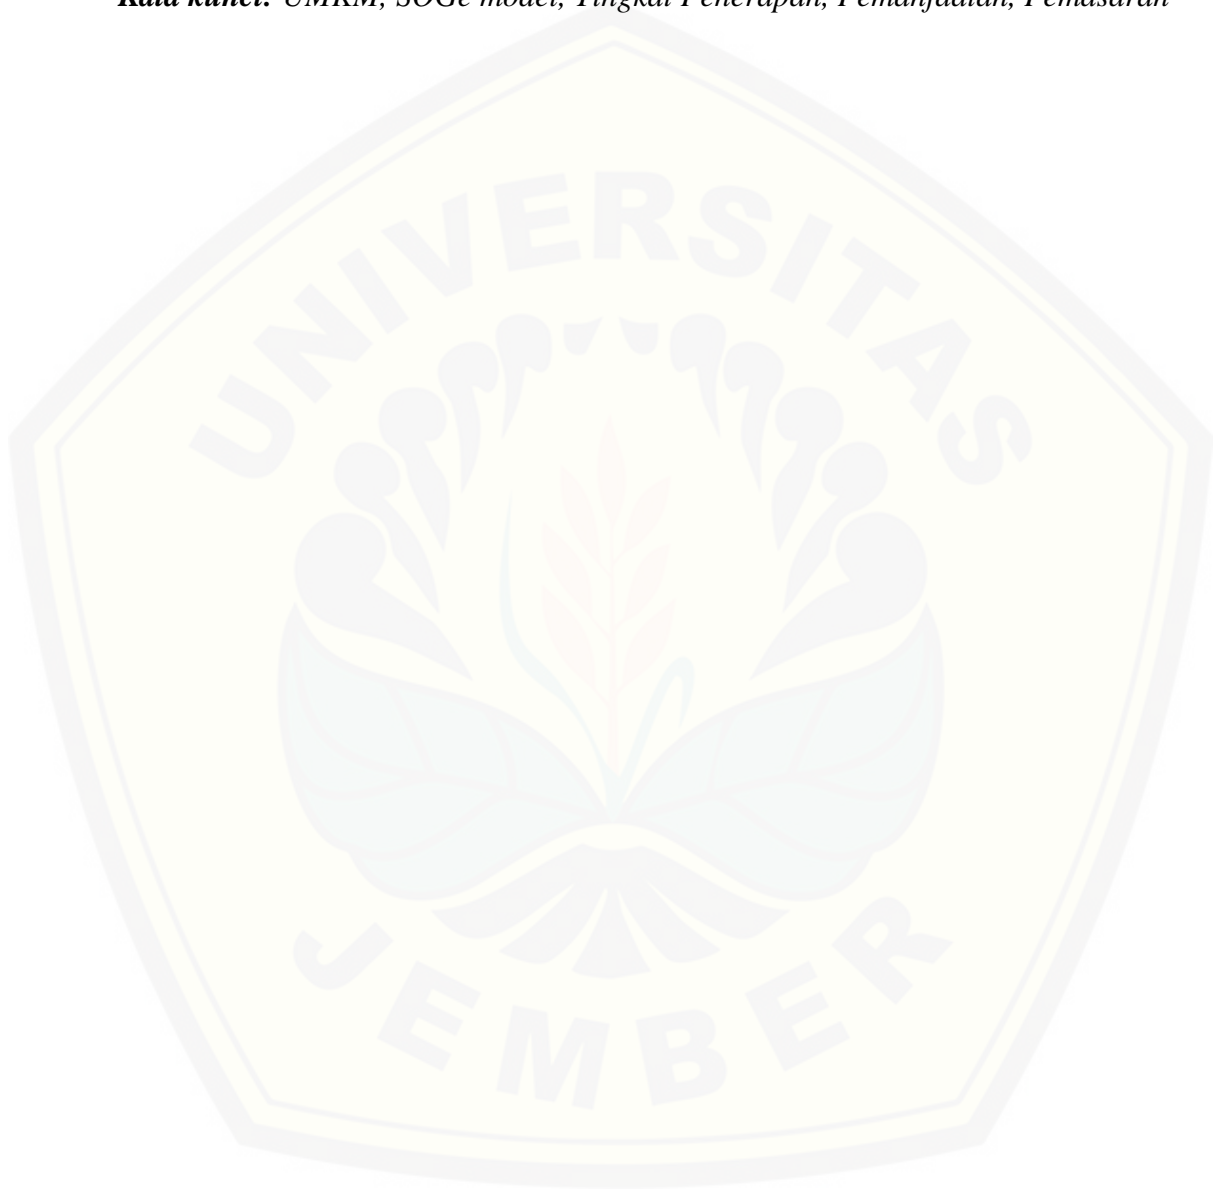 Kata kunci: UMKM, SOGe model, Tingkat Penerapan, Pemanfaatan, Pemasaran
UNIVERSITAS
JEMBER